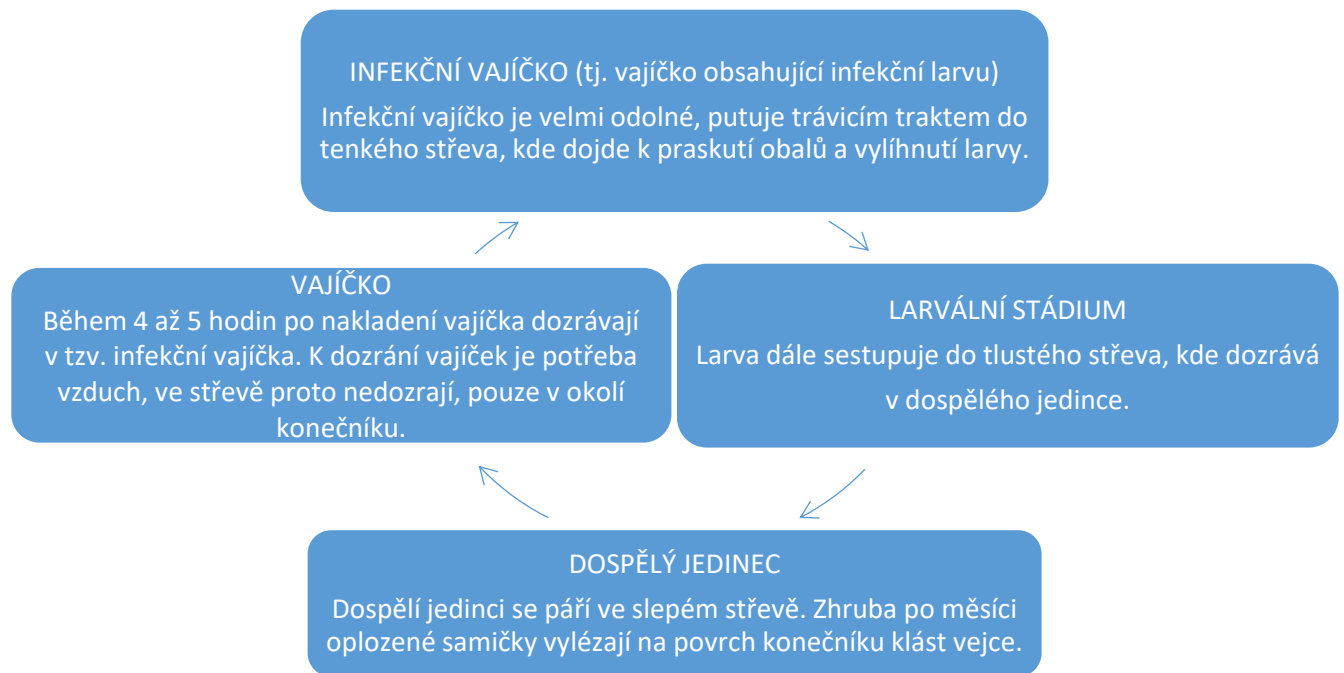 INFEKČNÍ VAJÍČKO (tj. vajíčko obsahující infekční larvu)
Infekční vajíčko je velmi odolné, putuje trávicím traktem do
tenkého střeva, kde dojde k praskutí obalů a vylíhnutí larvy.
LARVÁLNÍ STÁDIUM
Larva dále sestupuje do tlustého střeva, kde dozrává
v dospělého jedince.
DOSPĚLÝ JEDINEC
Dospělí jedinci se páří ve slepém střevě. Zhruba po měsíci
oplozené samičky vylézají na povrch konečníku klást vejce.
VAJÍČKO
Během 4 až 5 hodin po nakladení vajíčka dozrávají
v tzv. infekční vajíčka. K dozrání vajíček je potřeba
vzduch, ve střevě proto nedozrají, pouze v okolí
konečníku.